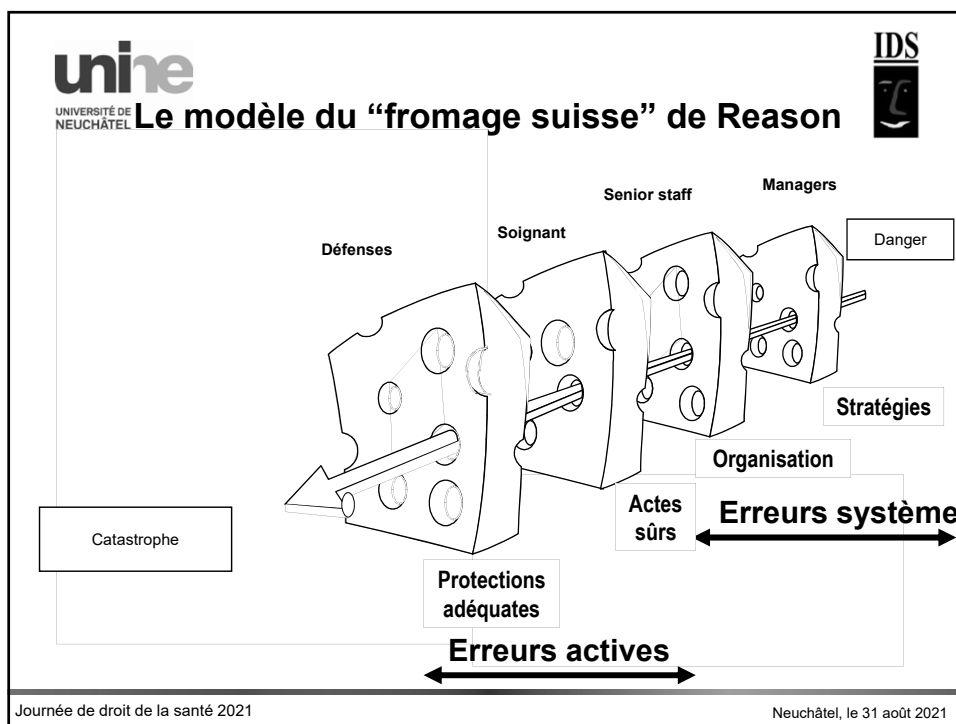 unine
UNIVERSITÉ DE
NEUCHÂTEL
IDS
Le modèle du “fromage suisse” de Reason
Managers
Senior staff
Soignant
Défenses
Danger
Stratégies
Organisation
Actes
sûrs
Erreurs système
Catastrophe
Protections
adéquates
Erreurs actives
Journée de droit de la santé 2021
Neuchâtel, le 31 août 2021